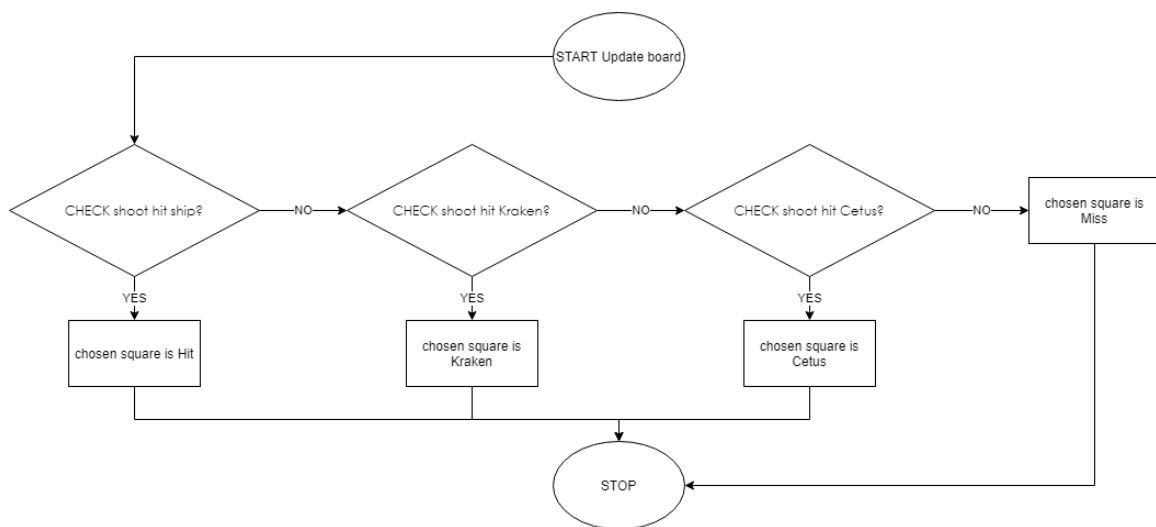 START Update board
CHECK shoot hit ship?
NO
CHECK shoot hit Kraken?
NO
CHECK shoot hit Cetus?
NO
chosen square is
Miss
YES
YES
YES
chosen square is Hit
chosen square is
Kraken
chosen square is
Cetus
STOP